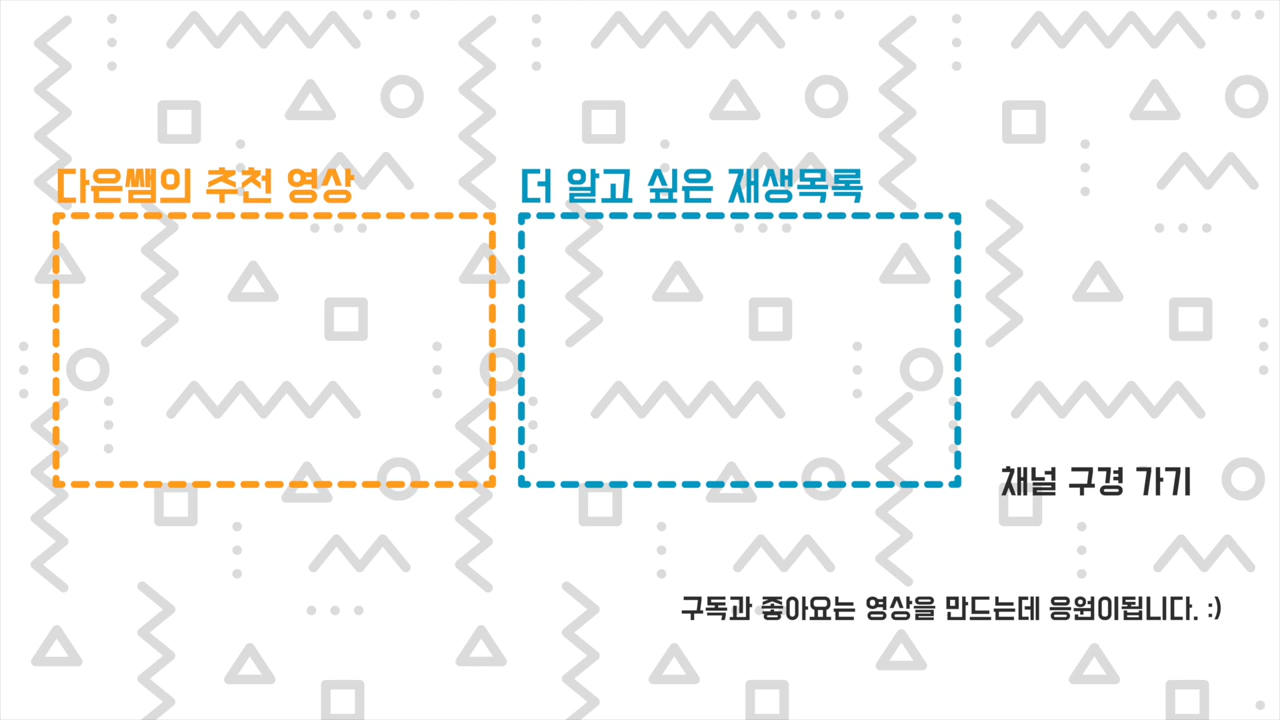 다은쌤의 추천 영상
더 알고 싶은 재생목록
채널 구경 가기
구독과 좋아요는 영상을 만드는데 응원이됩니다. :)